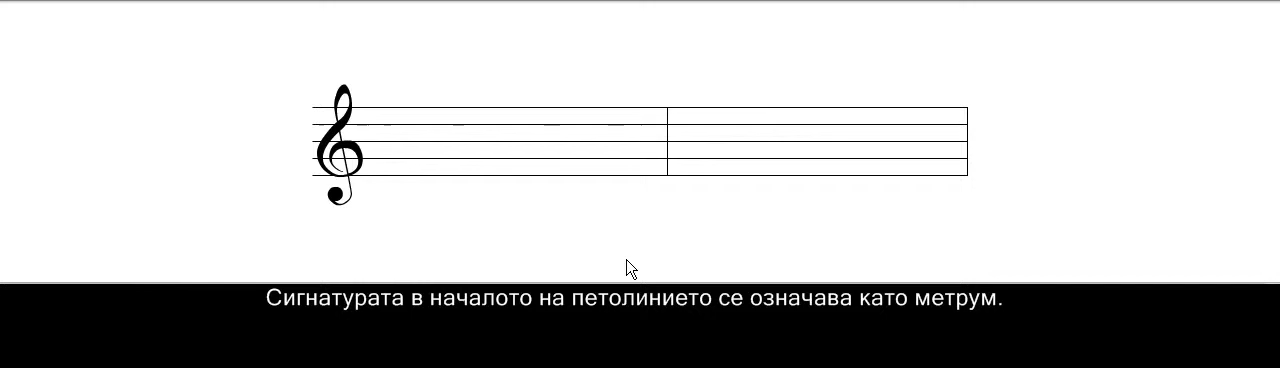 Сигнатурата в началото на петолинието се означава като метрум.